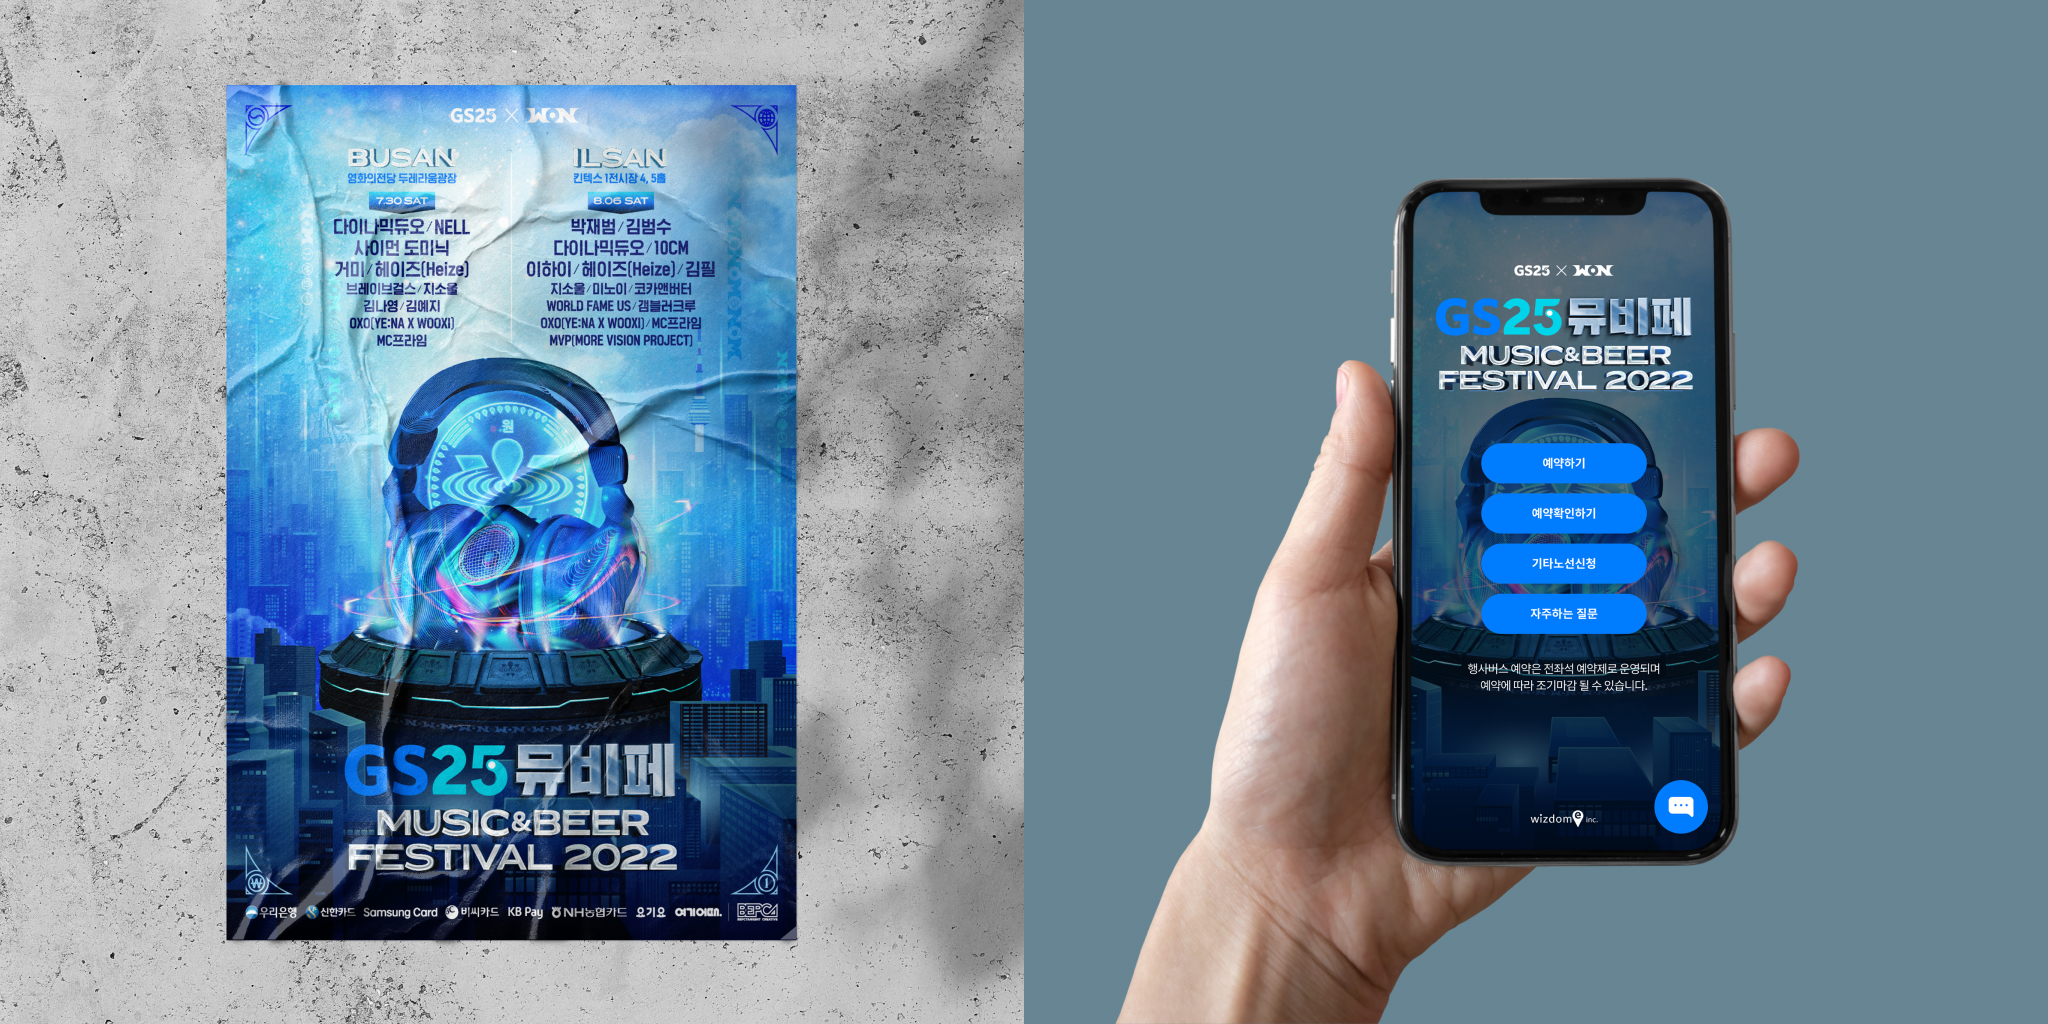 GS25 × W·O·N
BUSAN
영화의전당 두레라움광장
7.30 SAT
다이나믹듀오 / NELL
사이먼 도미닉
거미 / 헤이즈(Heize)
브레이브걸스 / 지소울
김나영 / 김예지
OXO(YE:NA X WOOXI)
MC프라임
ILSAN
킨텍스 1전시장 4, 5홀
8.06 SAT
박재범 / 김범수
다이나믹듀오 / 10CM
이하이 / 헤이즈(Heize) / 김필
지소울 / 미노이 / 코카앤버터
WORLD FAME US / 갬블러크루
OXO(YE:NA X WOOXI) / MC프라임
MVP(MORE VISION PROJECT)
원
GS25 뮤비페
MUSIC&BEER
FESTIVAL 2022
우리은행 신한카드 Samsung Card 비씨카드 KB Pay NH농협카드 요기요 여기어때. BEPC4
GS25 × W·O·N
GS25 뮤비페
MUSIC&BEER
FESTIVAL 2022
예약하기
예약확인하기
기타노선신청
자주하는 질문
행사버스 예약은 전좌석 예약제로 운영되며
예약에 따라 조기마감 될 수 있습니다.
wizdom e inc.